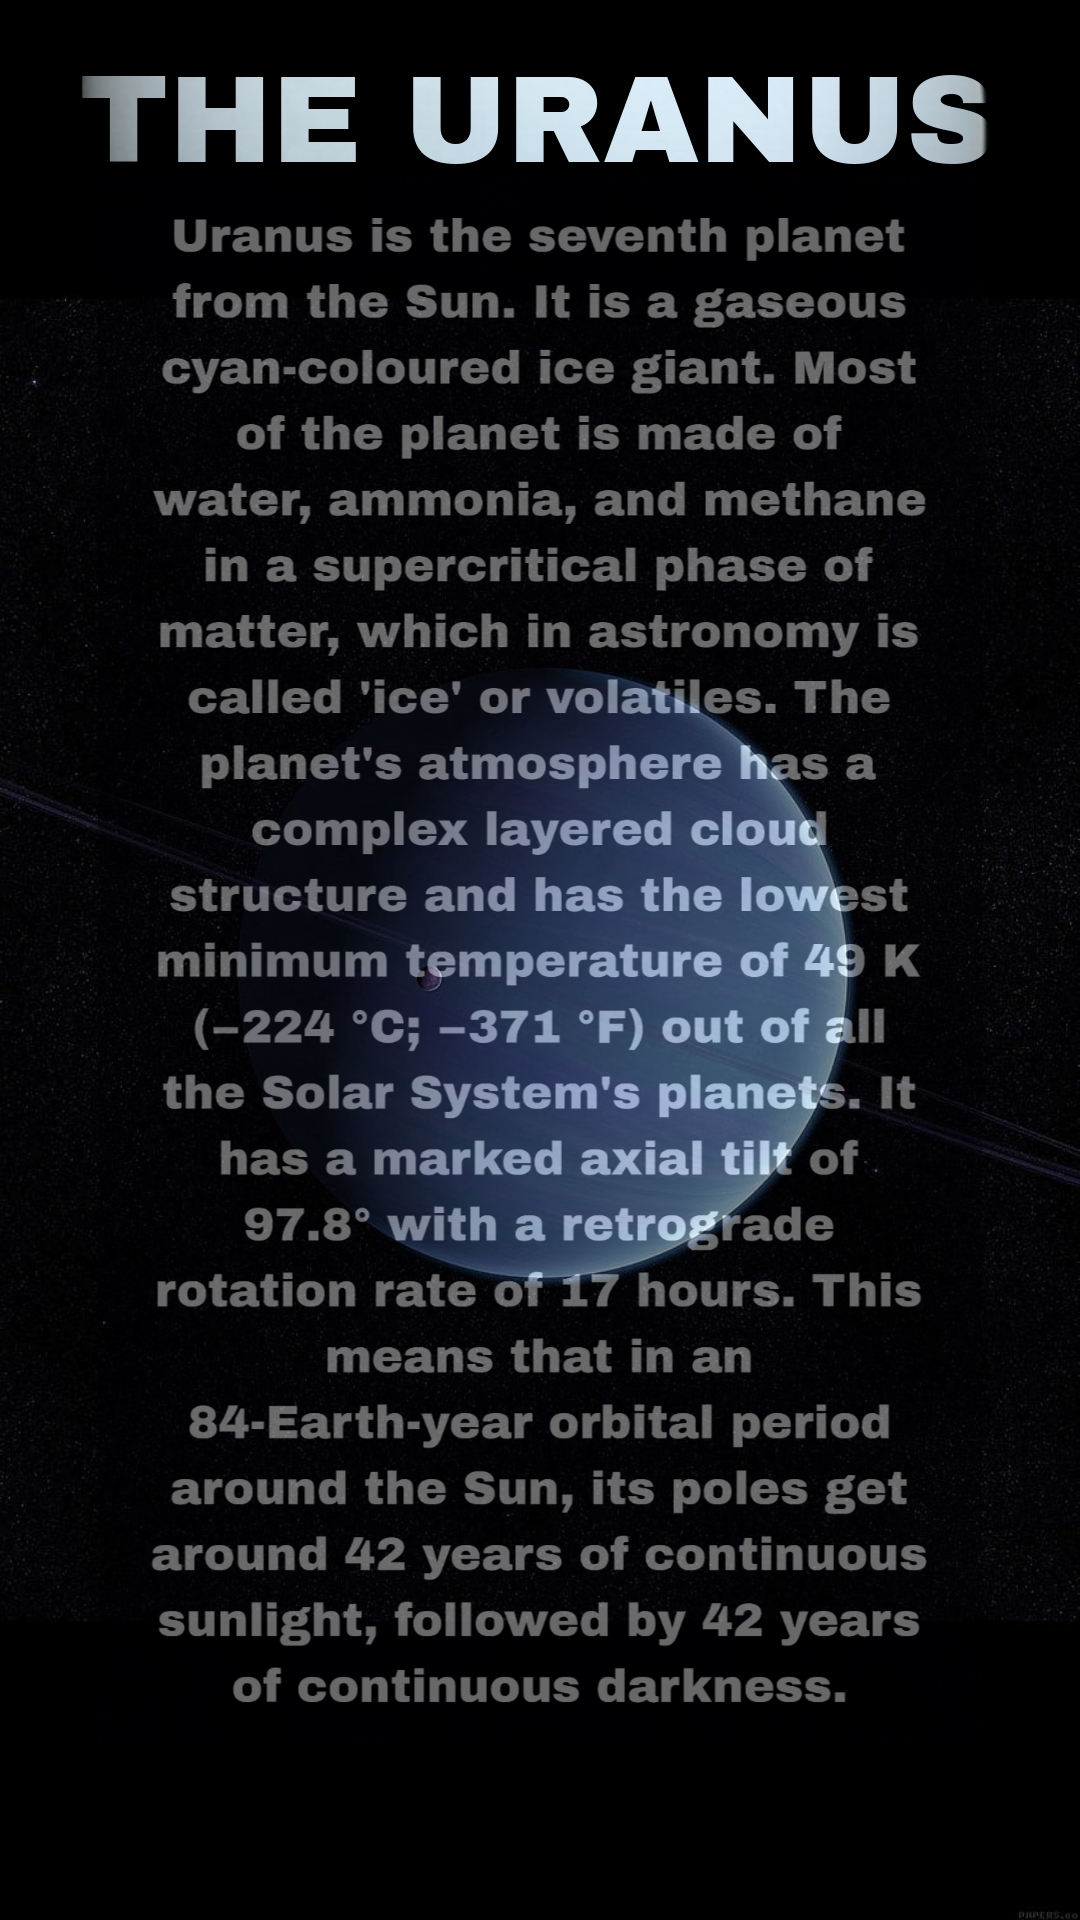 THE URANUS
Uranus is the seventh planet
from the Sun. It is a gaseous
cyan-coloured ice giant. Most
of the planet is made of
water, ammonia, and methane
in a supercritical phase of
matter, which in astronomy is
called 'ice' or volatiles. The
planet's atmosphere has a
complex layered cloud
structure and has the lowest
minimum temperature of 49 K
(−224 °C; −371 °F) out of all
the Solar System's planets. It
has a marked axial tilt of
97.8° with a retrograde
rotation rate of 17 hours. This
means that in an
84-Earth-year orbital period
around the Sun, its poles get
around 42 years of continuous
sunlight, followed by 42 years
of continuous darkness.
PAPERS.co